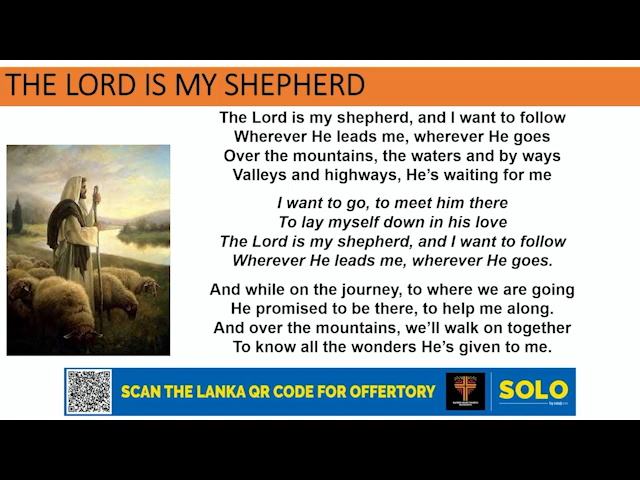 THE LORD IS MY SHEPHERD
The Lord is my shepherd, and I want to follow
Wherever He leads me, wherever He goes
Over the mountains, the waters and by ways
Valleys and highways, He's waiting for me
I want to go, to meet him there
To lay myself down in his love
The Lord is my shepherd, and I want to follow
Wherever He leads me, wherever He goes.
And while on the journey, to where we are going
He promised to be there, to help me along.
And over the mountains, we'll walk on together
To know all the wonders He's given to me.
SCAN THE LANKA QR CODE FOR OFFERTORY
SOLO